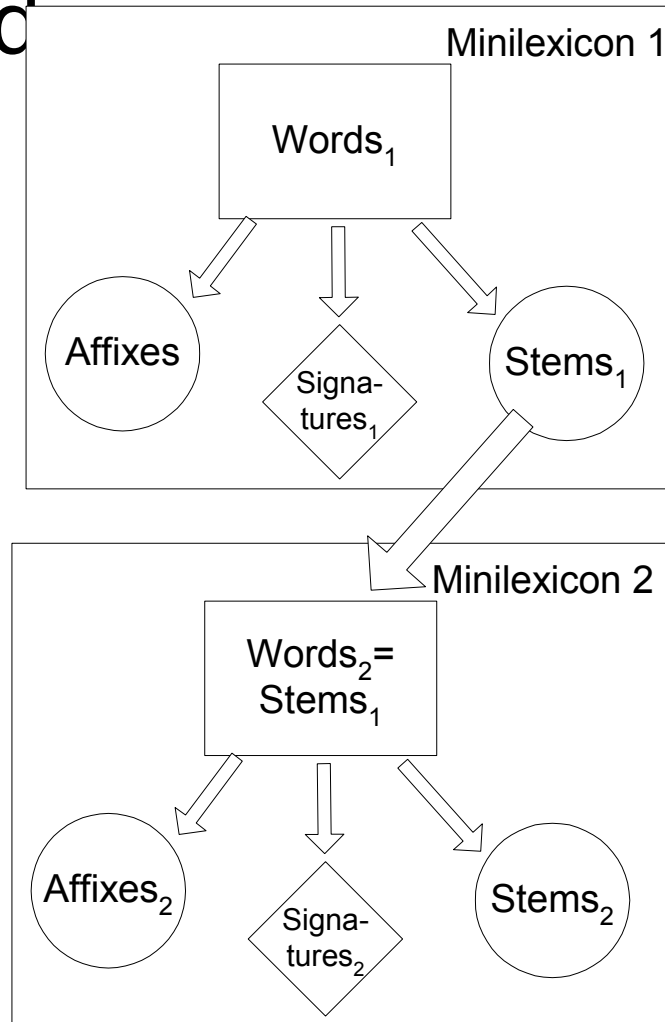 d
Minilexicon 1
Words₁
Affixes
Signa-
tures₁
Stems₁
Minilexicon 2
Words₂=
Stems₁
Affixes₂
Signa-
tures₂
Stems₂